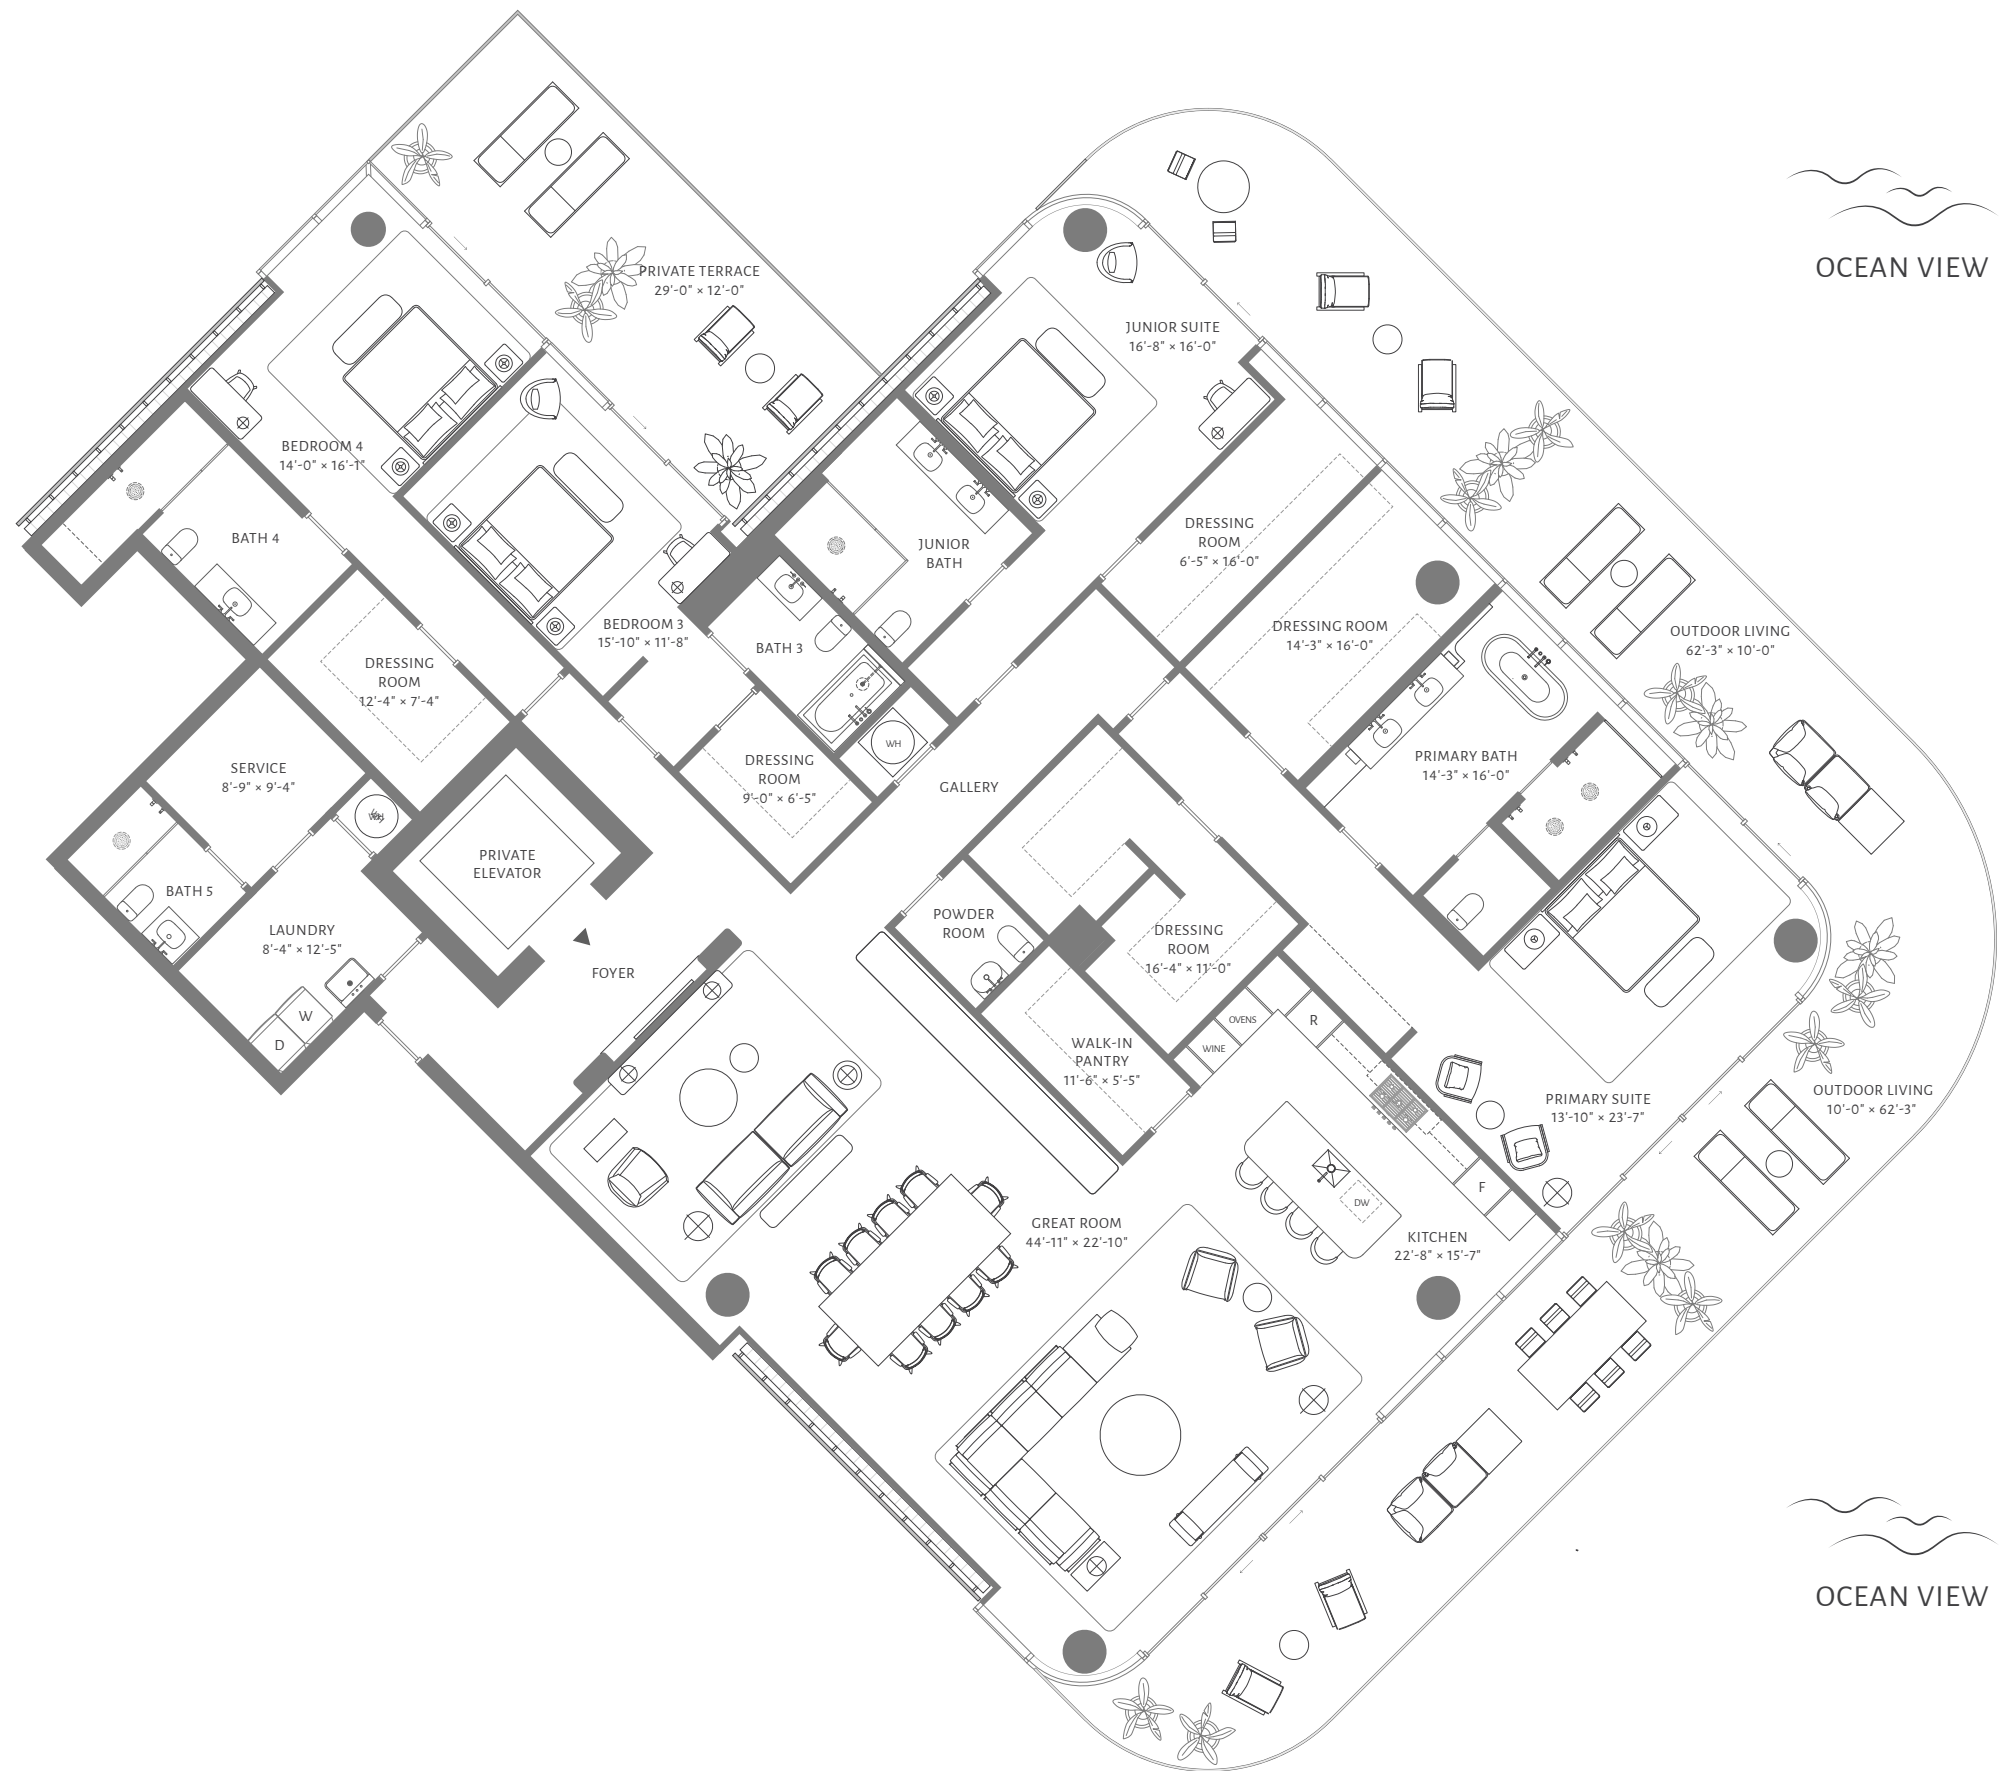 OCEAN VIEW
PRIVATE TERRACE
29'-0" × 12'-0"
JUNIOR SUITE
16'-8" × 16'-0"
BEDROOM 4
14'-0" × 16'-1"
BATH 4
JUNIOR
BATH
DRESSING
ROOM
6'-5" × 16'-0"
BEDROOM 3
15'-10" × 11'-8"
BATH 3
DRESSING ROOM
14'-3" × 16'-0"
OUTDOOR LIVING
62'-3" × 10'-0"
DRESSING
ROOM
12'-4" × 7'-4"
WH
SERVICE
8'-9" × 9'-4"
DRESSING
ROOM
9'-0" × 6'-5"
GALLERY
PRIMARY BATH
14'-3" × 16'-0"
PRIVATE
ELEVATOR
BATH 5
LAUNDRY
8'-4" × 12'-5"
POWDER
ROOM
DRESSING
ROOM
16'-4" × 11'-0"
FOYER
W
D
OVENS
R
WINE
WALK-IN
PANTRY
11'-6" × 5'-5"
PRIMARY SUITE
13'-10" × 23'-7"
OUTDOOR LIVING
10'-0" × 62'-3"
F
DW
GREAT ROOM
44'-11" × 22'-10"
KITCHEN
22'-8" × 15'-7"
OCEAN VIEW